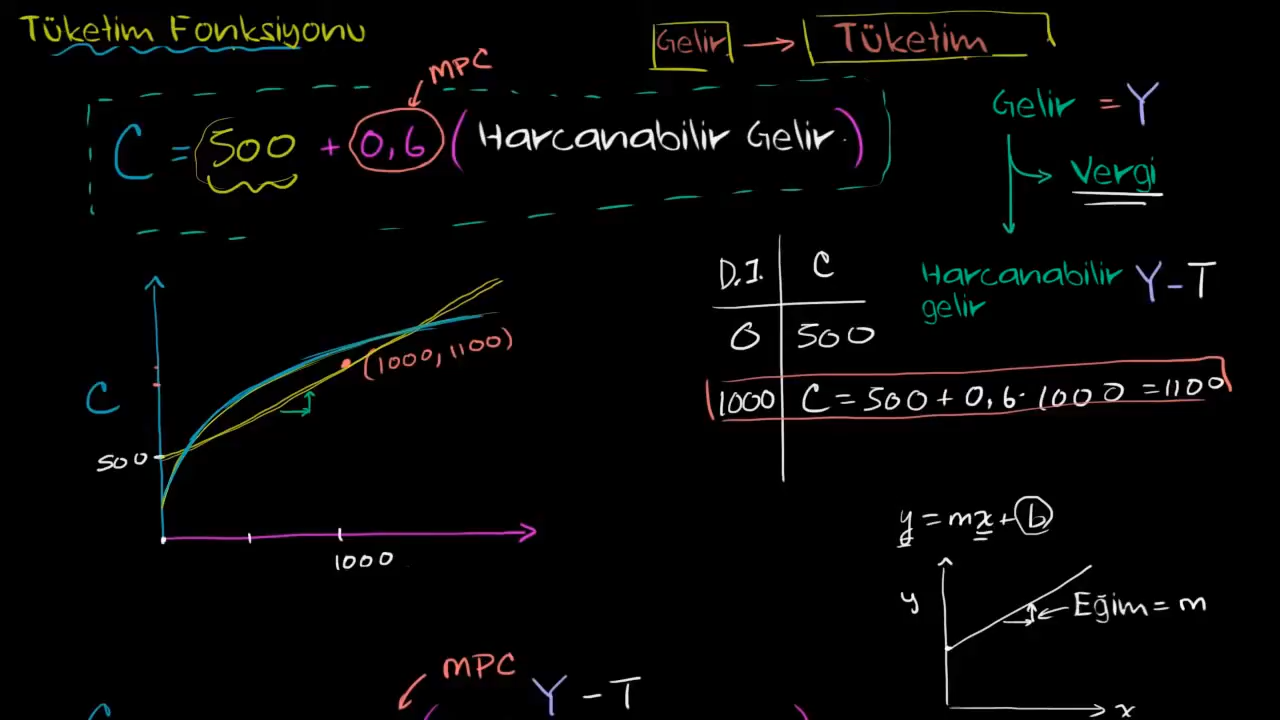 Tüketim Fonksiyonu
Gelir → Tüketim
MPC
C = 500 + 0,6 (Harcanabilir Gelir)
Gelir = Y
Vergi
Harcanabilir gelir Y-T
D.I. C
0 500
1000 C = 500 + 0,6 · 1000 = 1100
(1000, 1100)
C
500
1000
y = mx + b
y
Eğim = m
x
MPC
Y - T
C ( )